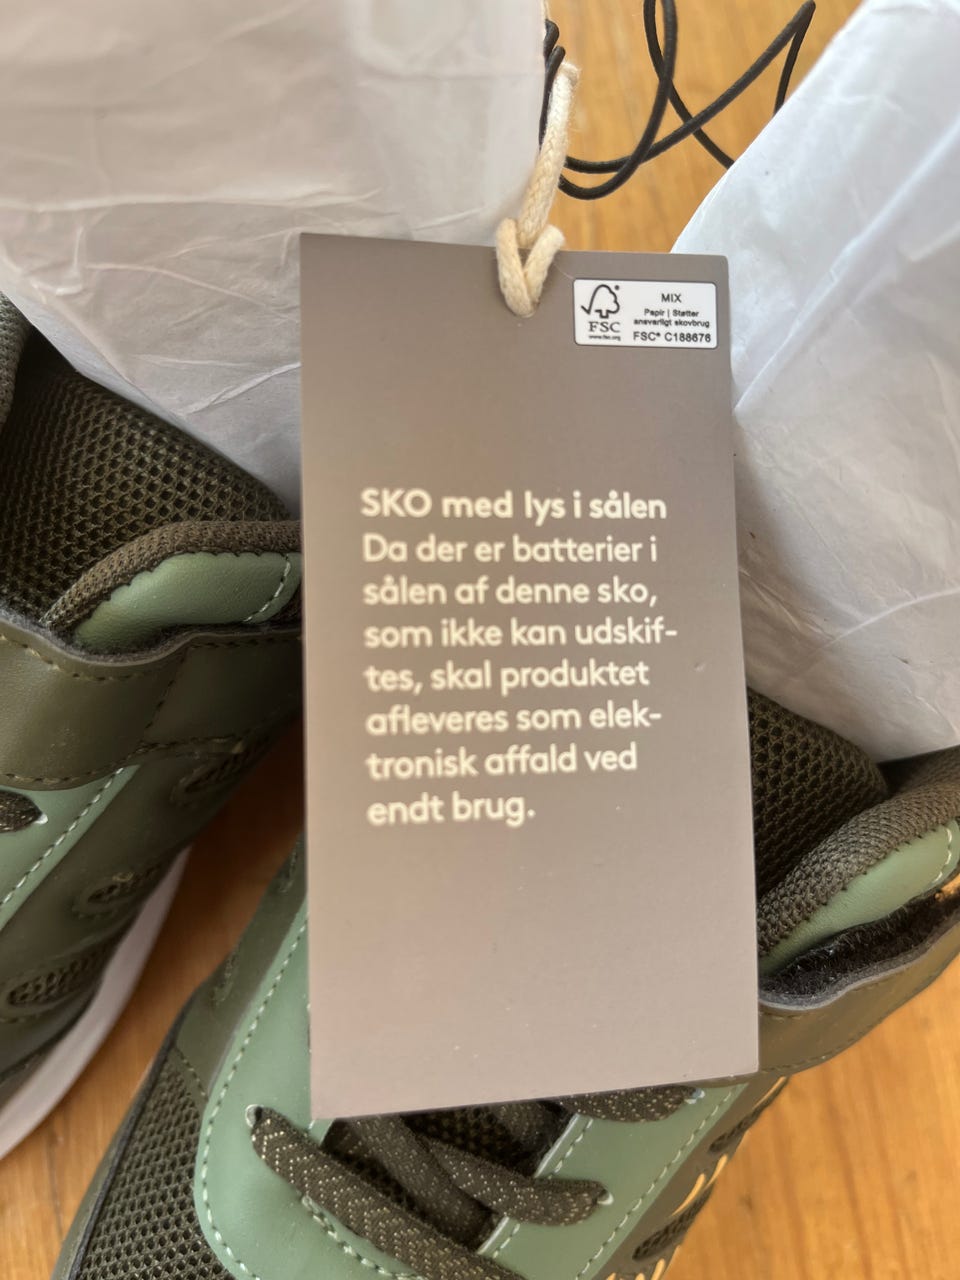 FSC
www.fsc.org
MIX
Papir | Støtter
ansvarligt skovbrug
FSC® C188676
SKO med lys i sålen
Da der er batterier i
sålen af denne sko,
som ikke kan udskif-
tes, skal produktet
afleveres som elek-
tronisk affald ved
endt brug.